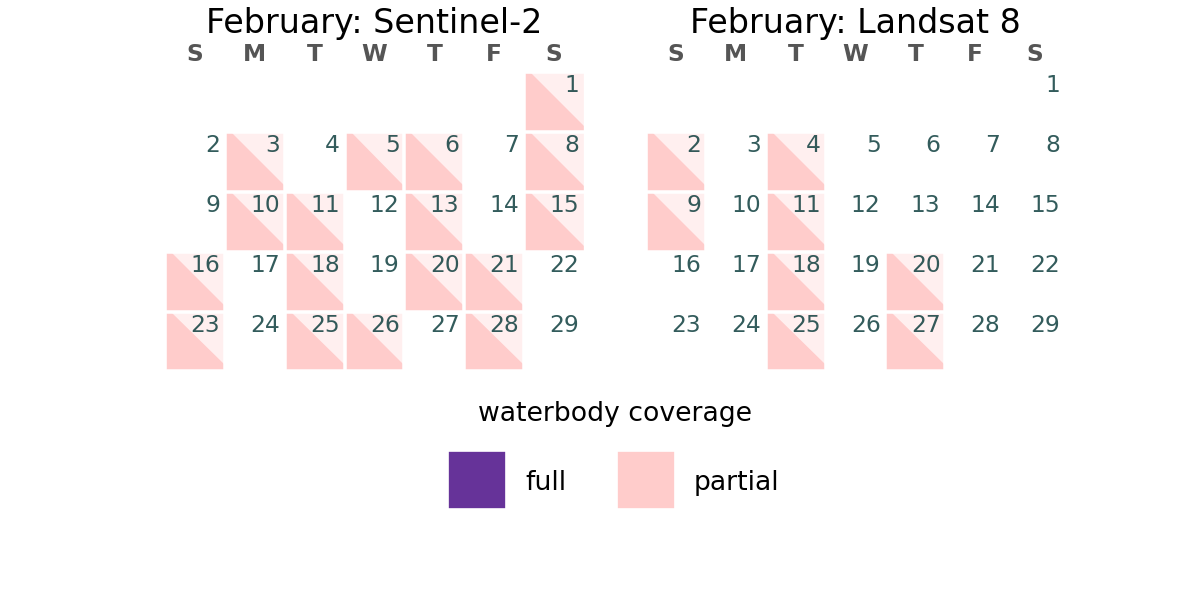 February: Sentinel-2
S M T W T F S
1
2 3 4 5 6 7 8
9 10 11 12 13 14 15
16 17 18 19 20 21 22
23 24 25 26 27 28 29
February: Landsat 8
S M T W T F S
1
2 3 4 5 6 7 8
9 10 11 12 13 14 15
16 17 18 19 20 21 22
23 24 25 26 27 28 29
waterbody coverage
full partial